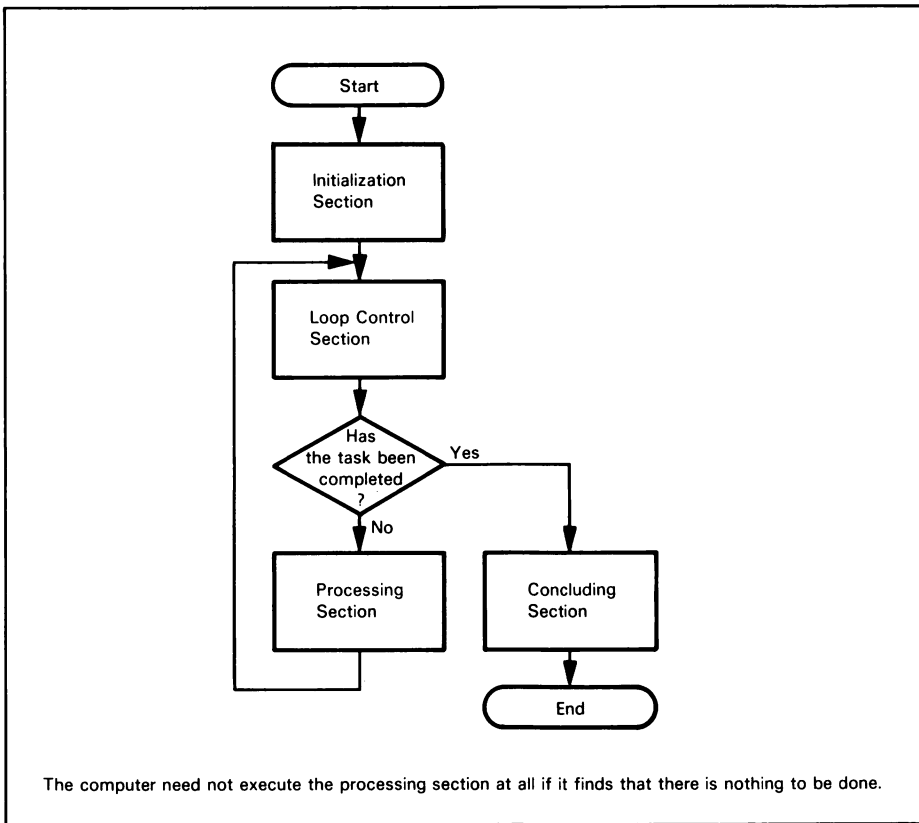 Start
Initialization
Section
Loop Control
Section
Has
the task been
completed
?
Yes
No
Processing
Section
Concluding
Section
End
The computer need not execute the processing section at all if it finds that there is nothing to be done.